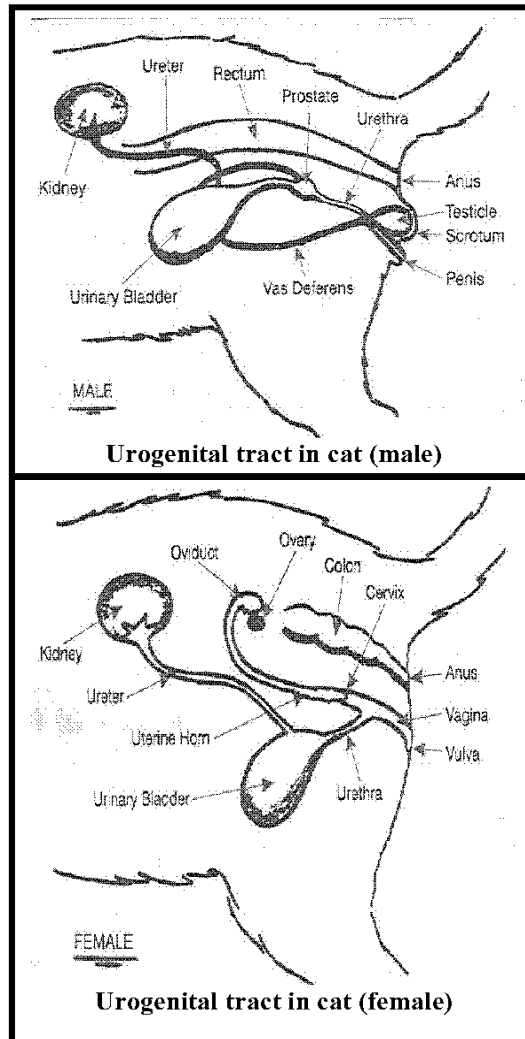 Ureter
Rectum
Prostate
Urethra
Kidney
Anus
Testicle
Scrotum
Urinary Bladder
Vas Deferens
Penis
MALE
Urogenital tract in cat (male)
Oviduct
Ovary
Colon
Cervix
Kidney
Anus
Ureter
Uterine Horn
Vagina
Vulva
Urinary Bladder
Urethra
FEMALE
Urogenital tract in cat (female)